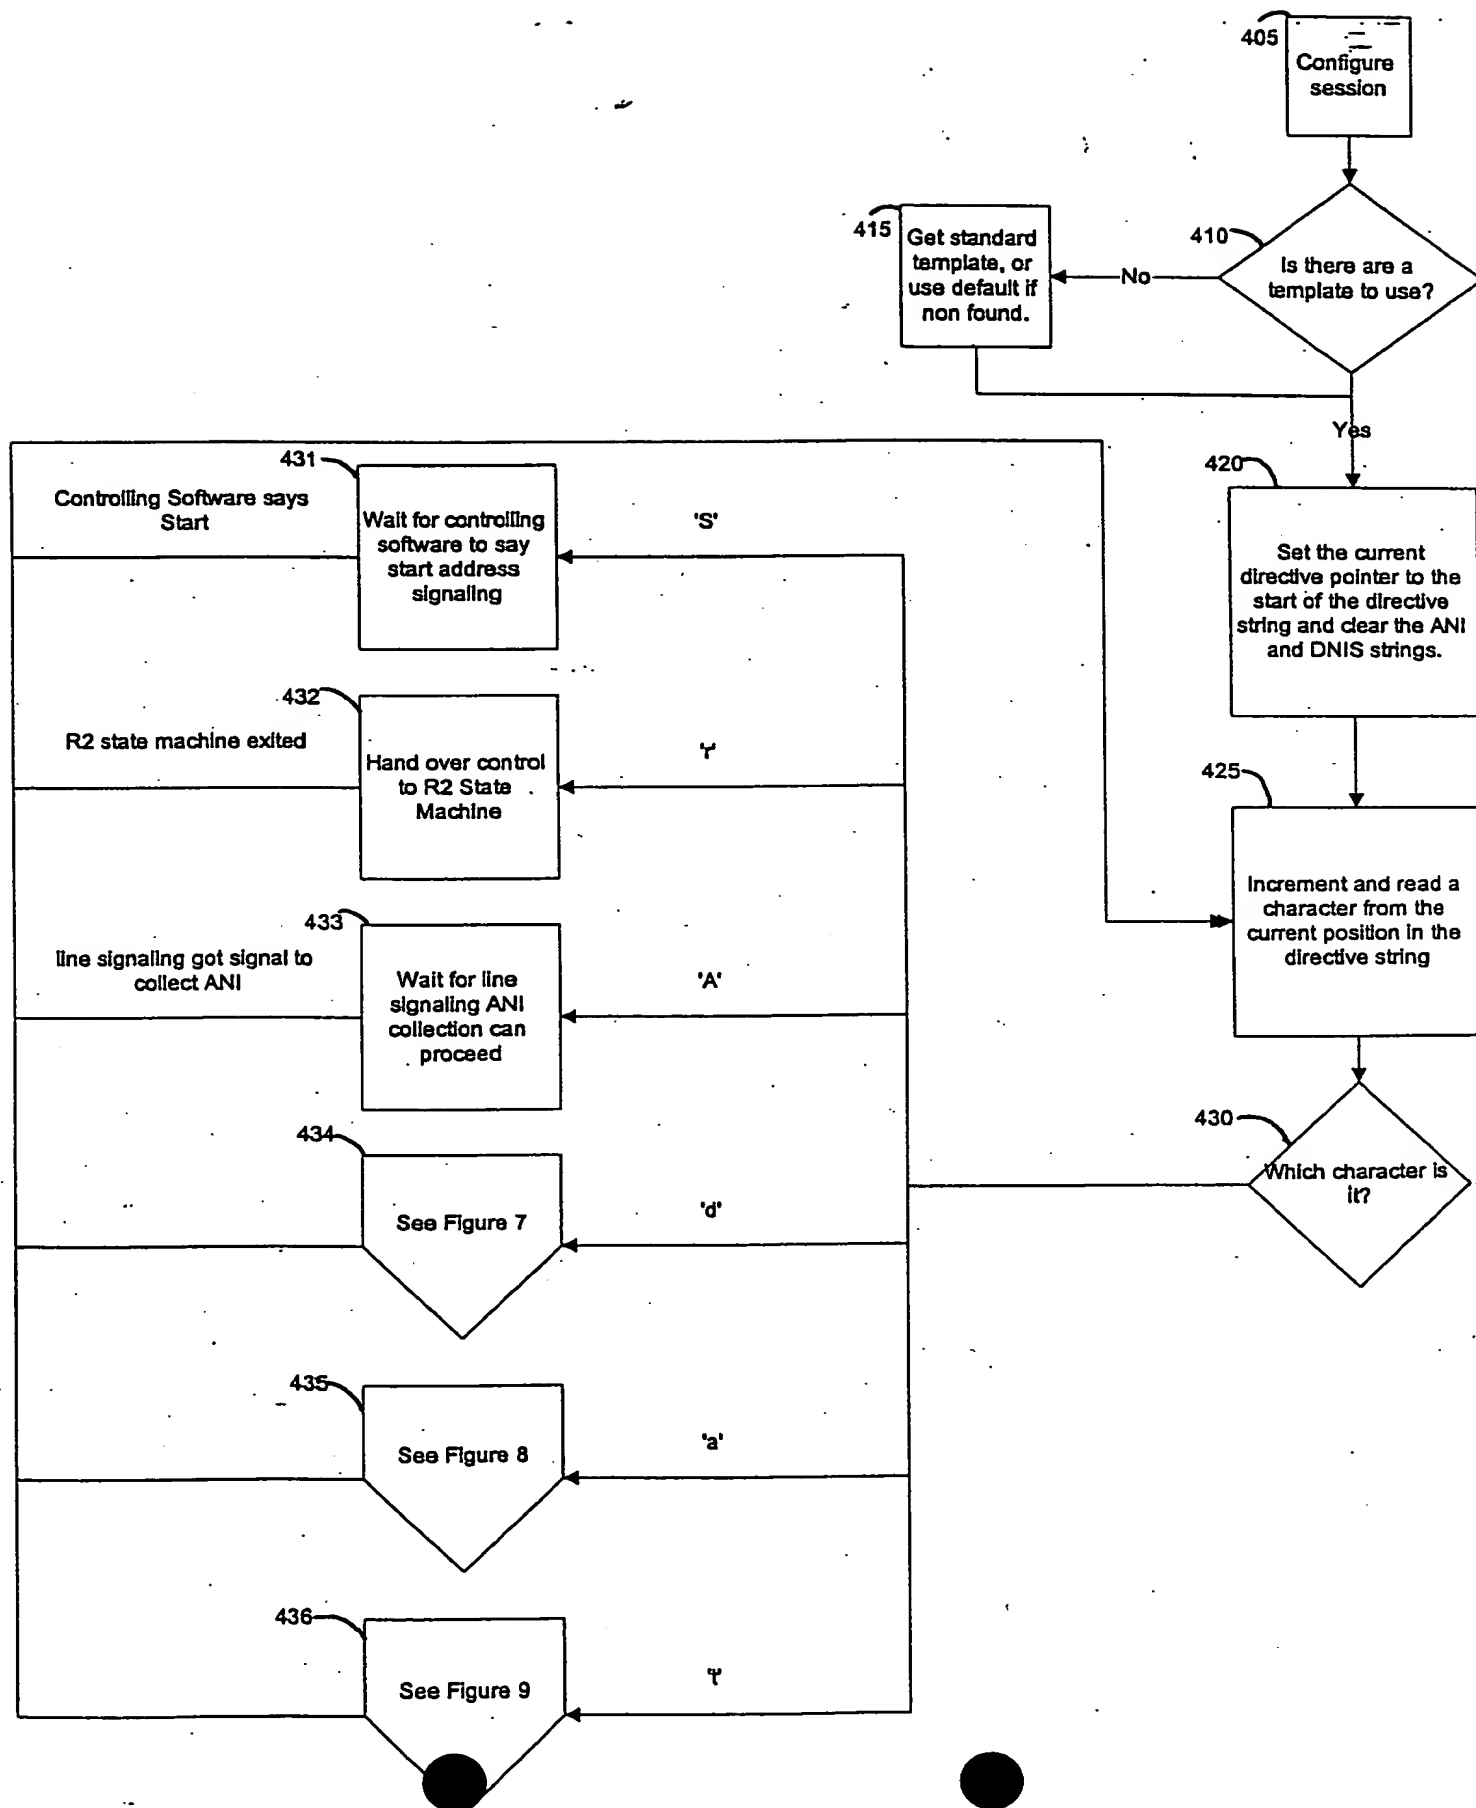 405
Configure
session
410
Is there are a
template to use?
No
415
Get standard
template, or
use default if
non found.
Yes
420
Set the current
directive pointer to the
start of the directive
string and clear the ANI
and DNIS strings.
425
Increment and read a
character from the
current position in the
directive string
430
Which character is
it?
431
Controlling Software says
Start
Wait for controlling
software to say
start address
signaling
'S'
432
R2 state machine exited
Hand over control
to R2 State
Machine
'r'
433
line signaling got signal to
collect ANI
Wait for line
signaling ANI
collection can
proceed
'A'
434
See Figure 7
'd'
435
See Figure 8
'a'
436
See Figure 9
't'